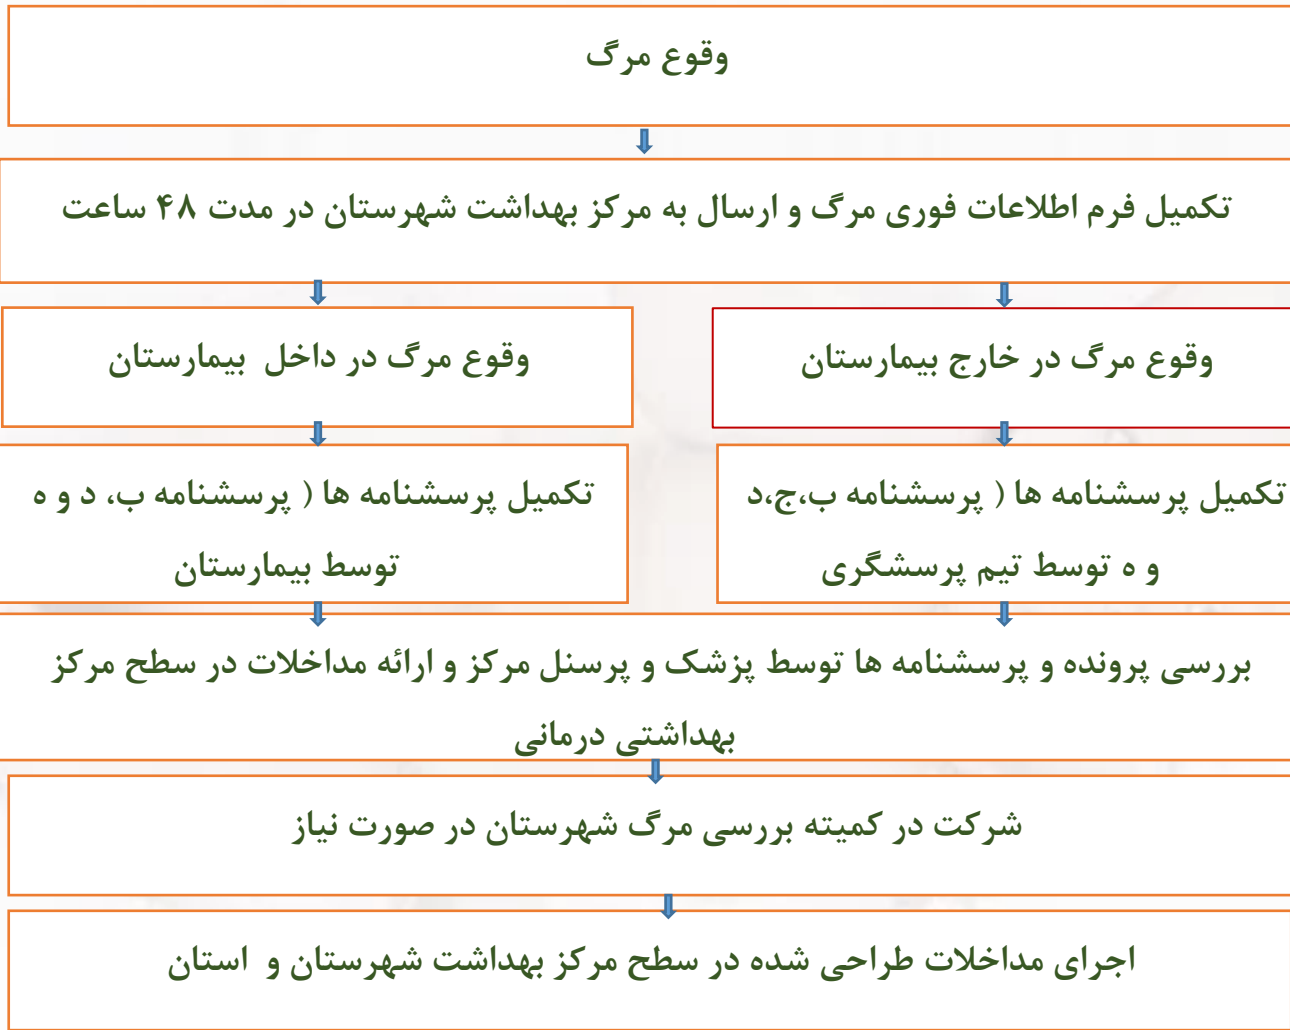 وقوع مرگ
تکمیل فرم اطلاعات فوری مرگ و ارسال به مرکز بهداشت شهرستان در مدت ۴۸ ساعت
وقوع مرگ در خارج بیمارستان
وقوع مرگ در داخل بیمارستان
تکمیل پرسشنامه ها ( پرسشنامه ب،ج،د
و ه توسط تیم پرسشگری
تکمیل پرسشنامه ها ( پرسشنامه ب، د و ه
توسط بیمارستان
بررسی پرونده و پرسشنامه ها توسط پزشک و پرسنل مرکز و ارائه مداخلات در سطح مرکز
بهداشتی درمانی
شرکت در کمیته بررسی مرگ شهرستان در صورت نیاز
اجرای مداخلات طراحی شده در سطح مرکز بهداشت شهرستان و استان